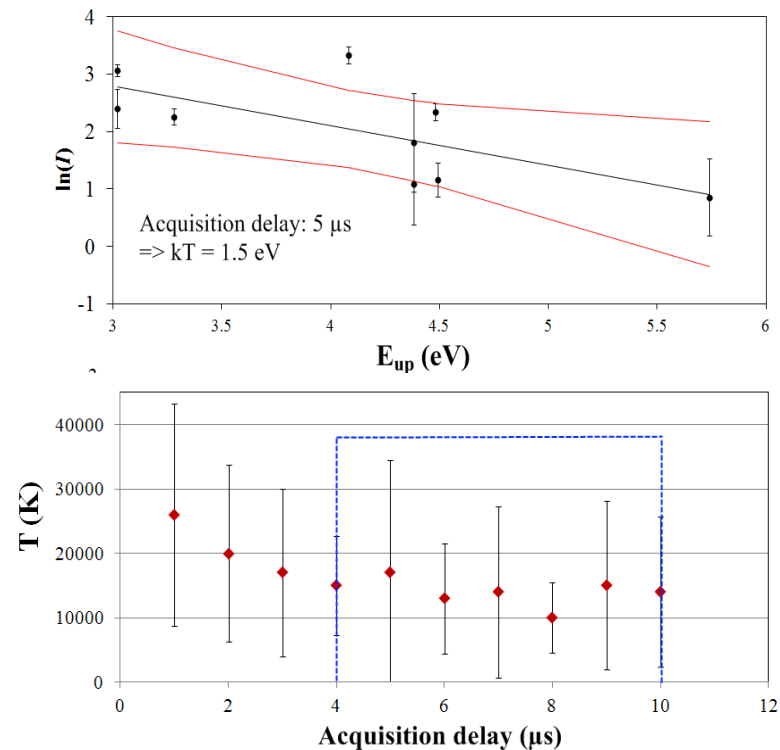 4
3
2
1
0
-1
ln(I)
Acquisition delay: 5 µs
=> kT = 1.5 eV
3 3.5 4 4.5 5 5.5 6
E_up (eV)
40000
30000
20000
10000
0
T (K)
0 2 4 6 8 10 12
Acquisition delay (µs)